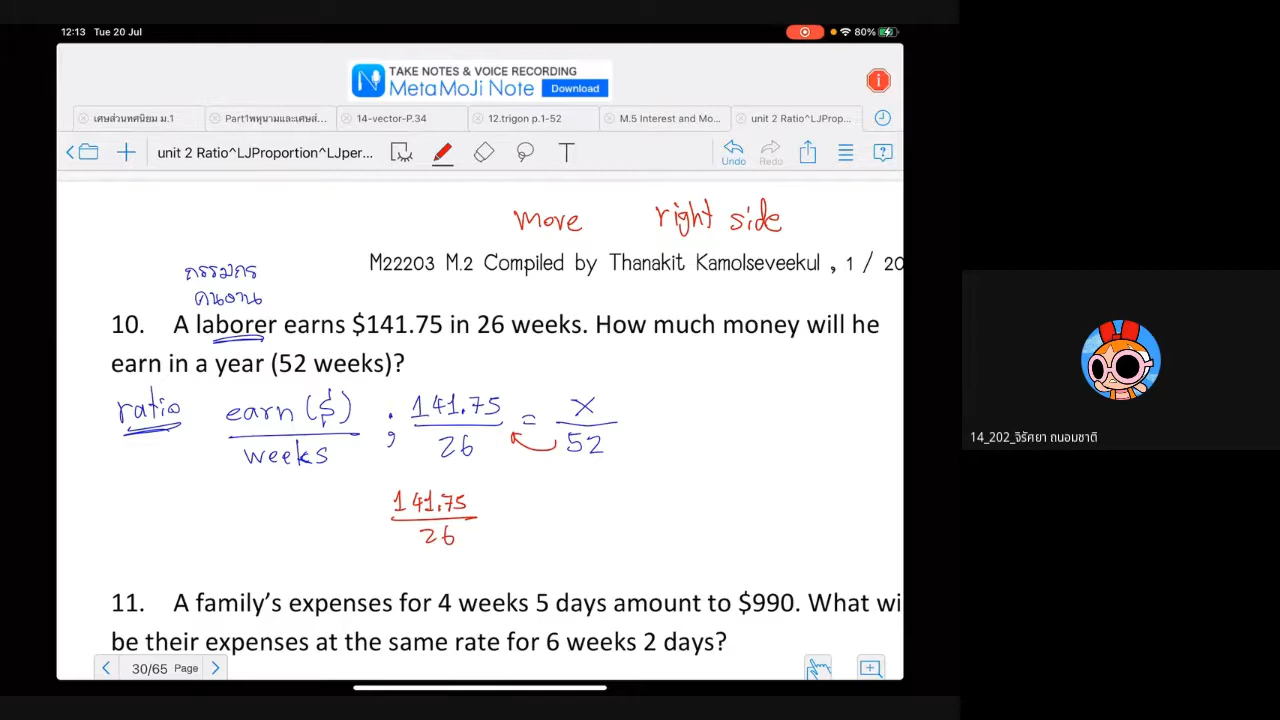 12:13 Tue 20 Jul
80%
TAKE NOTES & VOICE RECORDING
MetaMoJi Note Download
เศษส่วนทศนิยม ม.1
Part1พหุนามและเศษส่...
14-vector-P.34
12.trigon p.1-52
M.5 Interest and Mo...
unit 2 Ratio^LJProp...
unit 2 Ratio^LJProportion^LJper...
T
Undo
Redo
move right side
M22203 M.2 Compiled by Thanakit Kamolseveekul , 1 / 20
กรรมกร
คนงาน
10. A laborer earns $141.75 in 26 weeks. How much money will he
earn in a year (52 weeks)?
ratio earn ($) / weeks ; 141.75 / 26 = x / 52
141.75 / 26
11. A family's expenses for 4 weeks 5 days amount to $990. What wi
be their expenses at the same rate for 6 weeks 2 days?
30/65 Page
14_202_จิรัศยา ถนอมชาติ